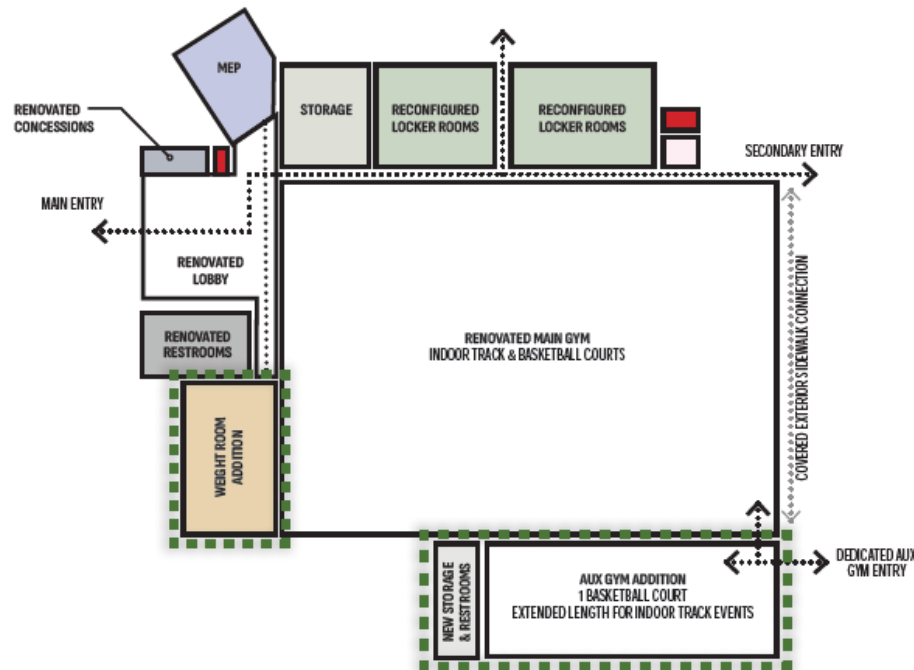 MEP
RENOVATED
CONCESSIONS
STORAGE
RECONFIGURED
LOCKER ROOMS
RECONFIGURED
LOCKER ROOMS
SECONDARY ENTRY
MAIN ENTRY
RENOVATED
LOBBY
RENOVATED
RESTROOMS
RENOVATED MAIN GYM
INDOOR TRACK & BASKETBALL COURTS
COVERED EXTERIOR SIDEWALK CONNECTION
WEIGHT ROOM
ADDITION
NEW STORAGE
& RESTROOMS
AUX GYM ADDITION
1 BASKETBALL COURT
EXTENDED LENGTH FOR INDOOR TRACK EVENTS
DEDICATED AUX
GYM ENTRY